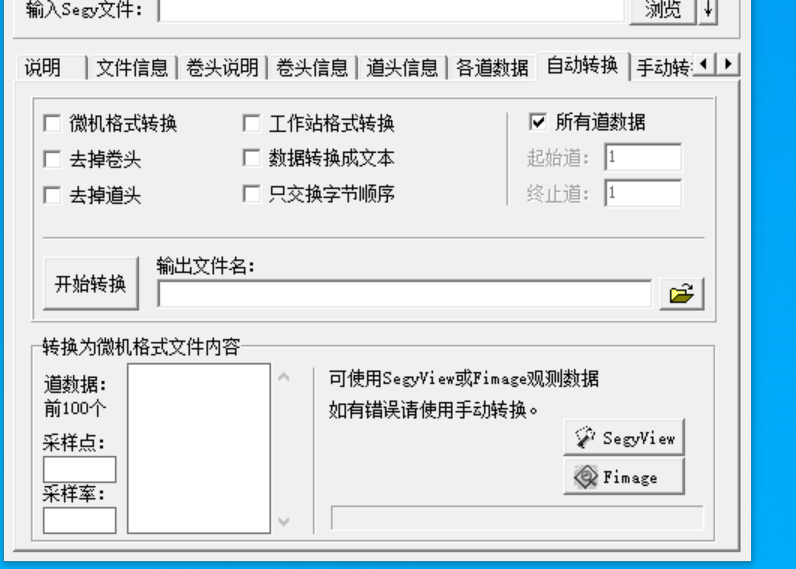 输入Segy文件: 浏览 ↓
说明 文件信息 卷头说明 卷头信息 道头信息 各道数据 自动转换 手动转
微机格式转换 工作站格式转换 所有道数据
去掉卷头 数据转换成文本 起始道: 1
去掉道头 只交换字节顺序 终止道: 1
输出文件名:
开始转换
转换为微机格式文件内容
道数据:
前100个
采样点:
采样率:
可使用SegyView或Fimage观测数据
如有错误请使用手动转换。
SegyView
Fimage